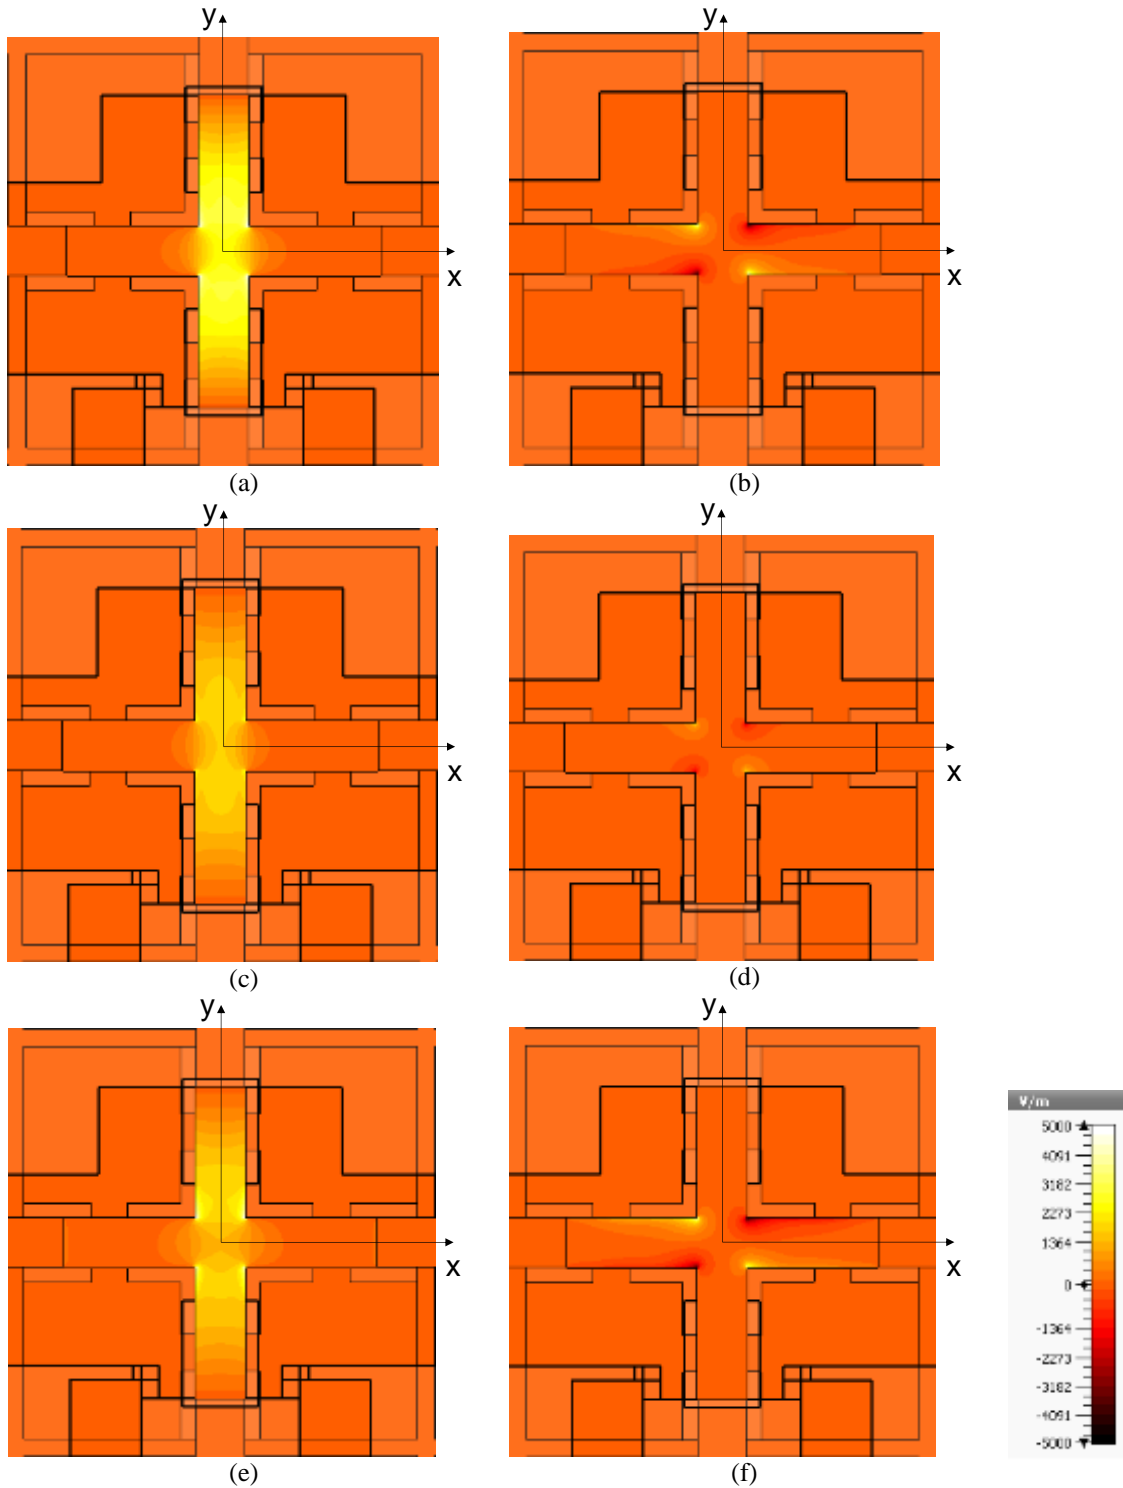 y y
x x
(a) (b)
y y
x x
(c) (d)
y y
x x
V/m
5000
4091
3182
2273
1364
0
-1364
-2273
-3182
-4091
-5000
(e) (f)